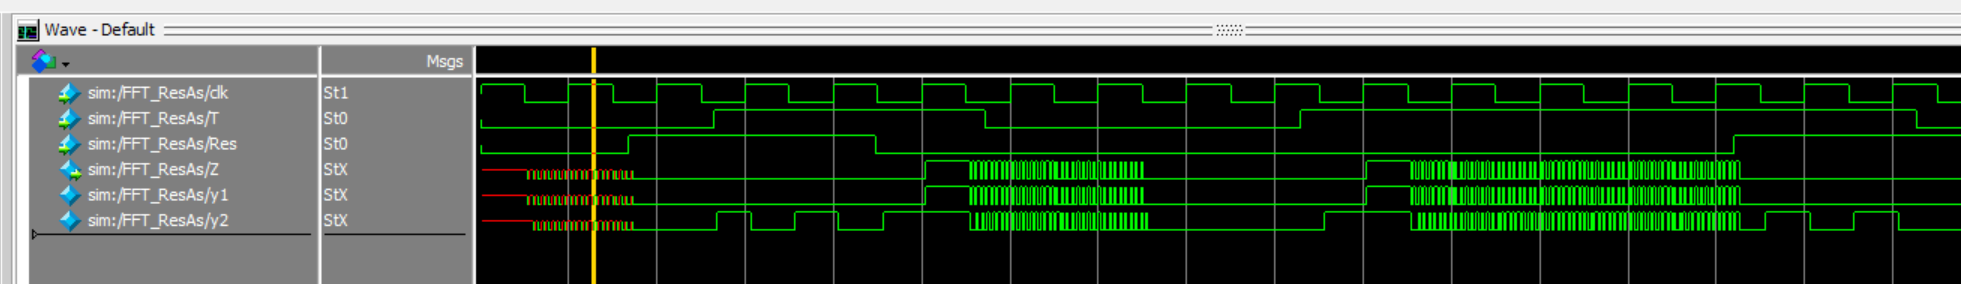 Wave - Default
Msgs
sim:/FFT_ResAs/clk St1
sim:/FFT_ResAs/T St0
sim:/FFT_ResAs/Res St0
sim:/FFT_ResAs/Z StX
sim:/FFT_ResAs/y1 StX
sim:/FFT_ResAs/y2 StX